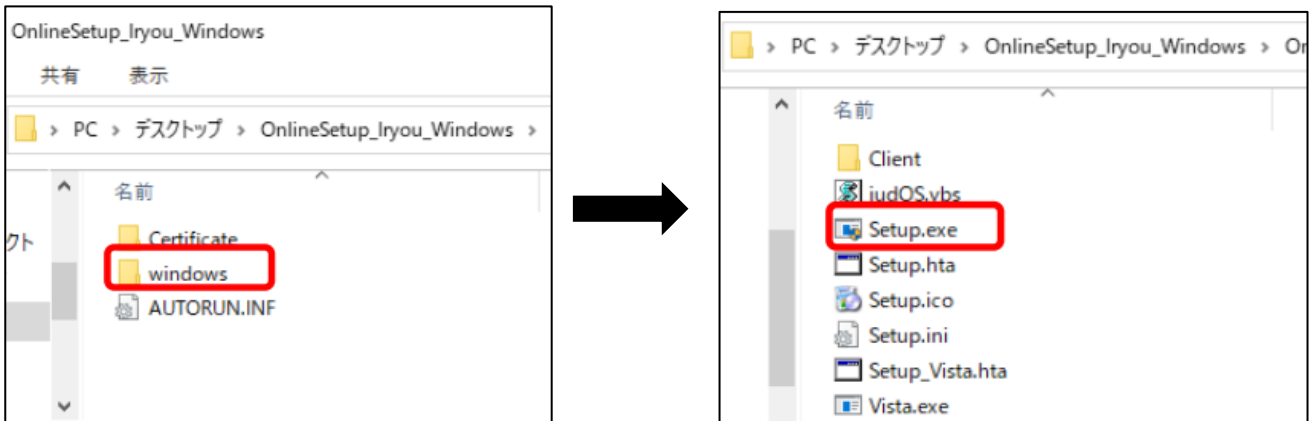 OnlineSetup_Iryou_Windows
共有 表示
PC > デスクトップ > OnlineSetup_Iryou_Windows >
名前
クト
Certificate
windows
AUTORUN.INF
> PC > デスクトップ > OnlineSetup_Iryou_Windows > On
名前
Client
judOS.vbs
Setup.exe
Setup.hta
Setup.ico
Setup.ini
Setup_Vista.hta
Vista.exe